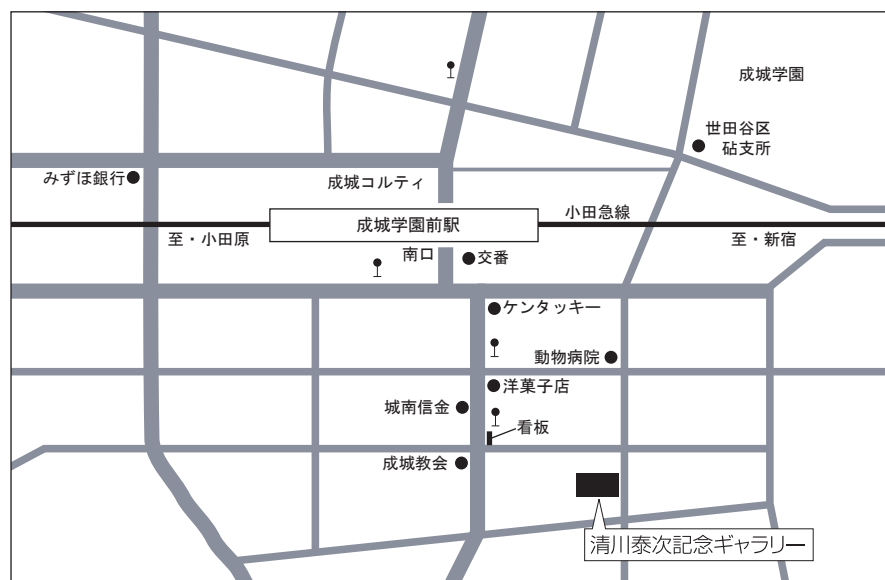 成城学園
世田谷区
砧支所
みずほ銀行
成城コルティ
小田急線
成城学園前駅
至・小田原
至・新宿
南口
交番
ケンタッキー
動物病院
洋菓子店
城南信金
看板
成城教会
清川泰次記念ギャラリー